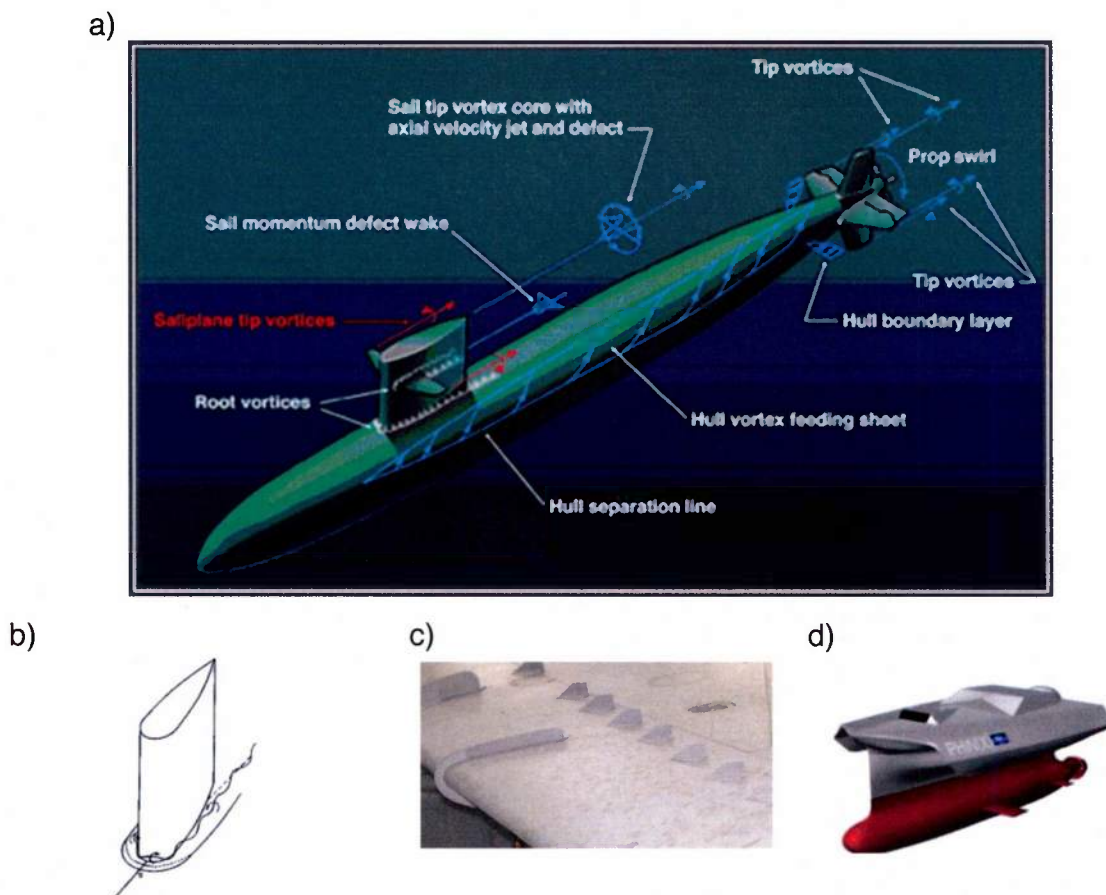 a)
Tip vortices
Sail tip vortex core with
axial velocity jet and defect
Prop swirl
Sail momentum defect wake
Tip vortices
Sailplane tip vortices
Hull boundary layer
Root vortices
Hull vortex feeding sheet
Hull separation line
b)
c)
d)